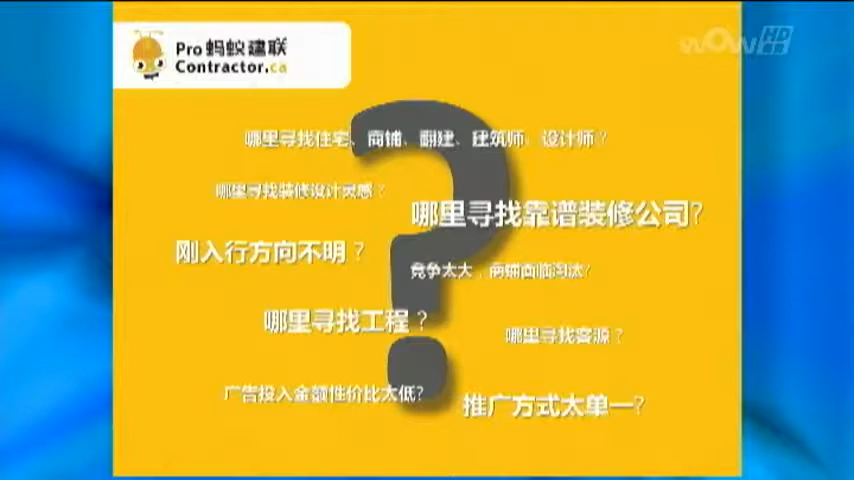 Pro 蚂蚁建联
Contractor.ca
wow HD
哪里寻找住宅、商铺、翻建、建筑师、设计师?
哪里寻找装修设计灵感?
哪里寻找靠谱装修公司?
刚入行方向不明?
竞争太大,商铺面临淘汰?
哪里寻找工程?
哪里寻找客源?
广告投入金额性价比太低?
推广方式太单一?